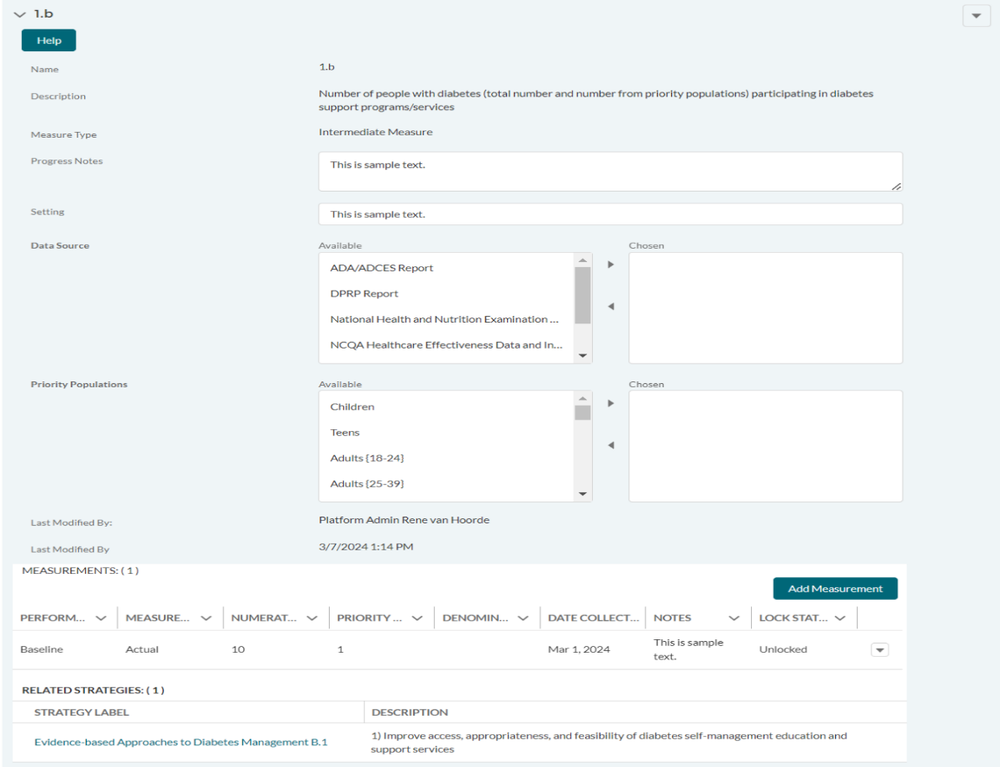 1.b
Help
Name
1.b
Description
Number of people with diabetes (total number and number from priority populations) participating in diabetes
support programs/services
Measure Type
Intermediate Measure
Progress Notes
This is sample text.
Setting
This is sample text.
Data Source
Available
Chosen
ADA/ADCES Report
DPRP Report
National Health and Nutrition Examination ...
NCQA Healthcare Effectiveness Data and In...
Priority Populations
Available
Chosen
Children
Teens
Adults {18-24}
Adults {25-39}
Last Modified By:
Platform Admin Rene van Hoorde
Last Modified By
3/7/2024 1:14 PM
MEASUREMENTS: ( 1 )
Add Measurement
PERFORM... MEASURE... NUMERAT... PRIORITY ... DENOMIN... DATE COLLECT... NOTES LOCK STAT...
Baseline Actual 10 1 Mar 1, 2024 This is sample text. Unlocked
RELATED STRATEGIES: ( 1 )
STRATEGY LABEL DESCRIPTION
Evidence-based Approaches to Diabetes Management B.1
1) Improve access, appropriateness, and feasibility of diabetes self-management education and
support services